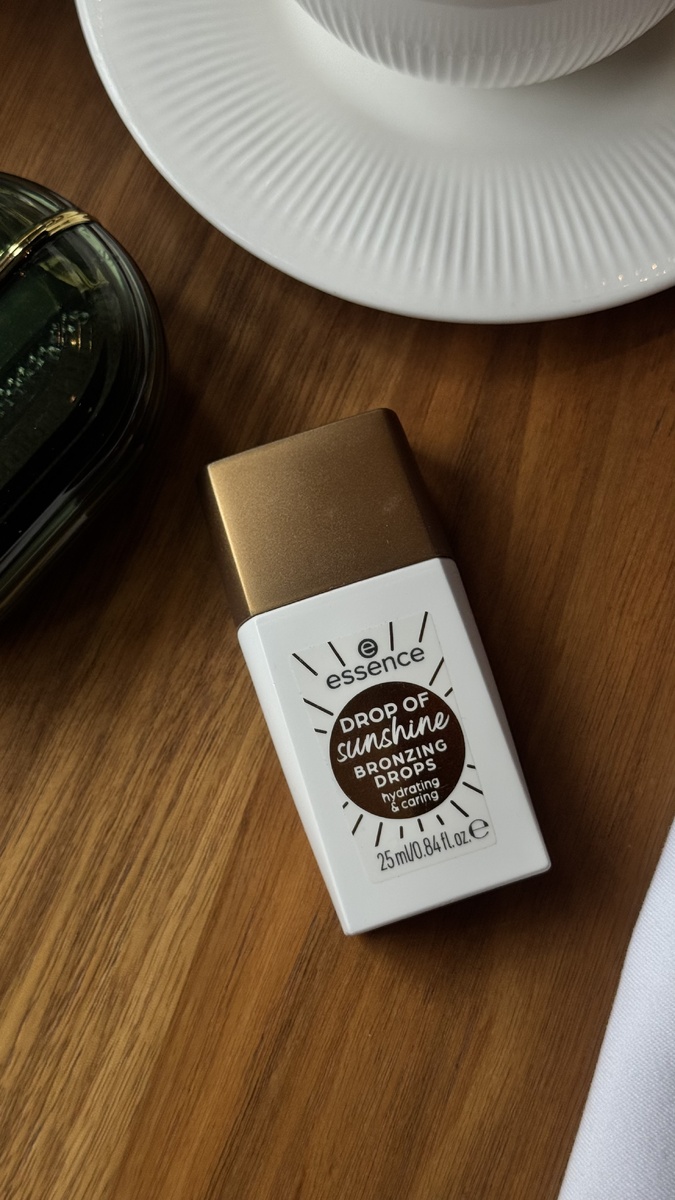 e
essence
DROP OF
sunshine
BRONZING
DROPS
hydrating
& caring
25 ml/0.84 fl. oz. ℮